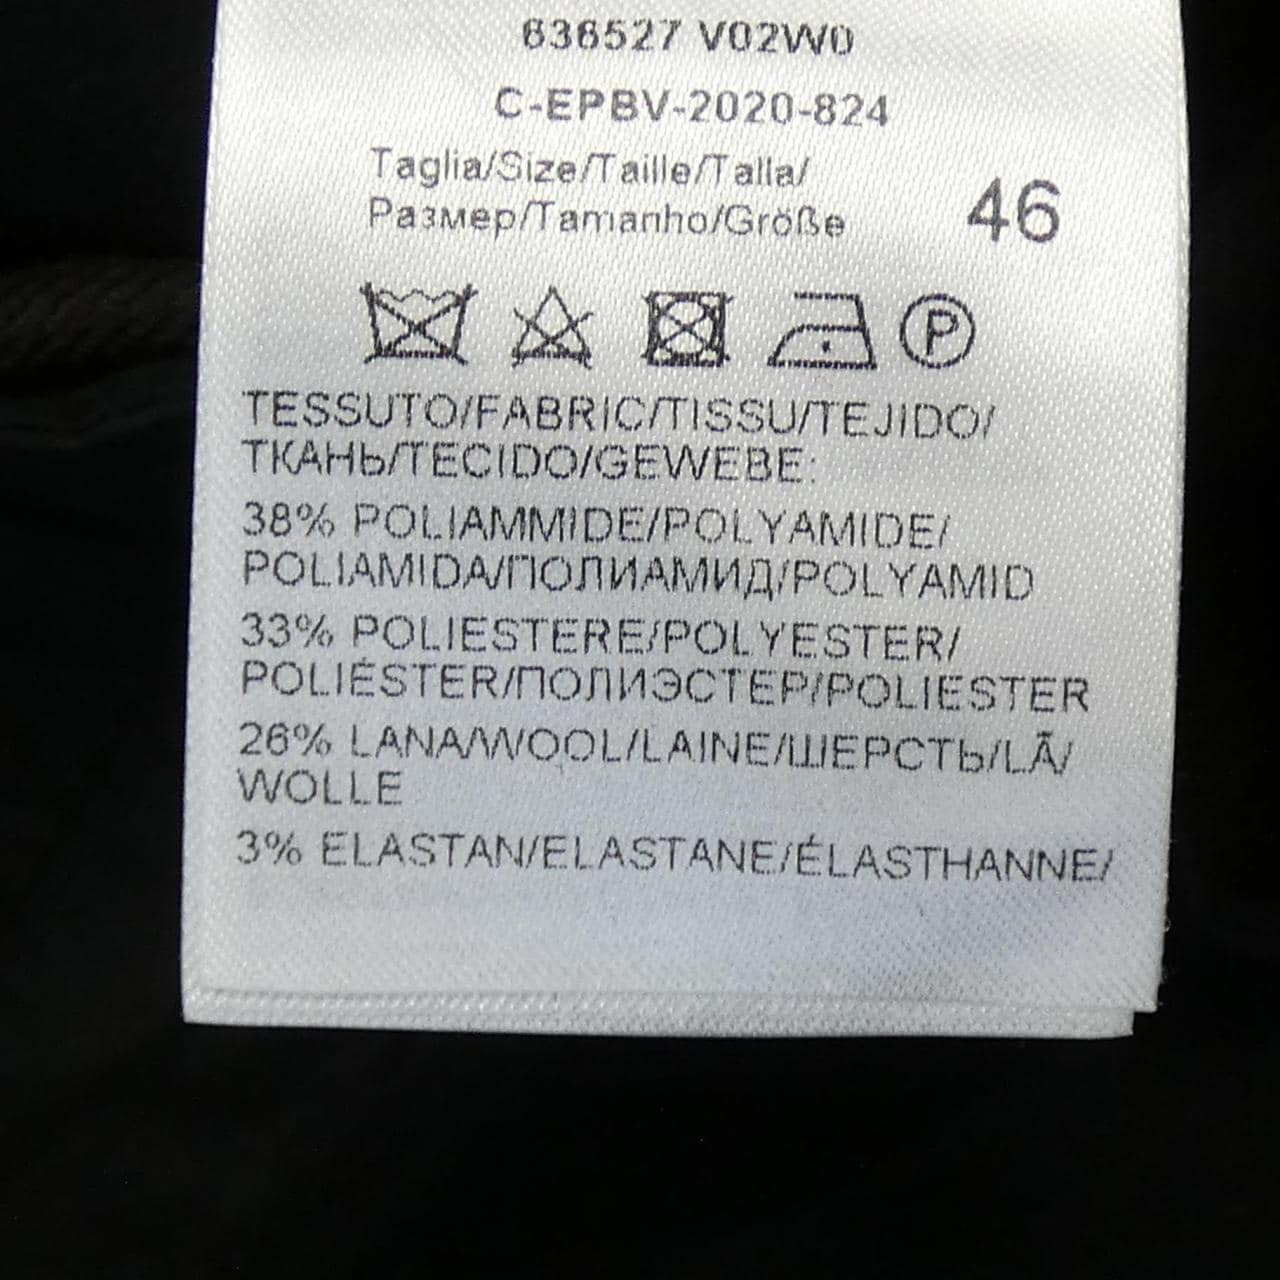 636527 V02W0
C-EPBV-2020-824
Taglia/Size/Taille/Talla/
Размер/Tamanho/Größe
46
P
TESSUTO/FABRIC/TISSU/TEJIDO/
ТКАНЬ/TECIDO/GEWEBE:
38% POLIAMMIDE/POLYAMIDE/
POLIAMIDA/ПОЛИАМИД/POLYAMID
33% POLIESTERE/POLYESTER/
POLIÉSTER/ПОЛИЭСТЕР/POLIESTER
26% LANA/WOOL/LAINE/ШЕРСТЬ/LÃ/
WOLLE
3% ELASTAN/ELASTANE/ÉLASTHANNE/